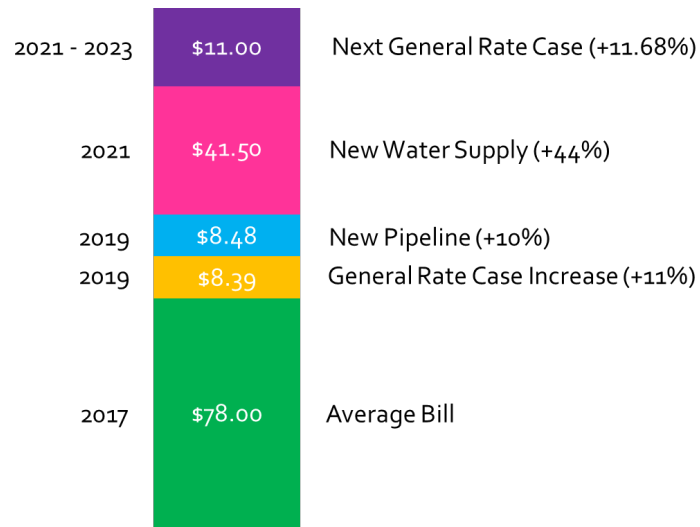 2021 - 2023 $11.00 Next General Rate Case (+11.68%)
2021 $41.50 New Water Supply (+44%)
2019 $8.48 New Pipeline (+10%)
2019 $8.39 General Rate Case Increase (+11%)
2017 $78.00 Average Bill